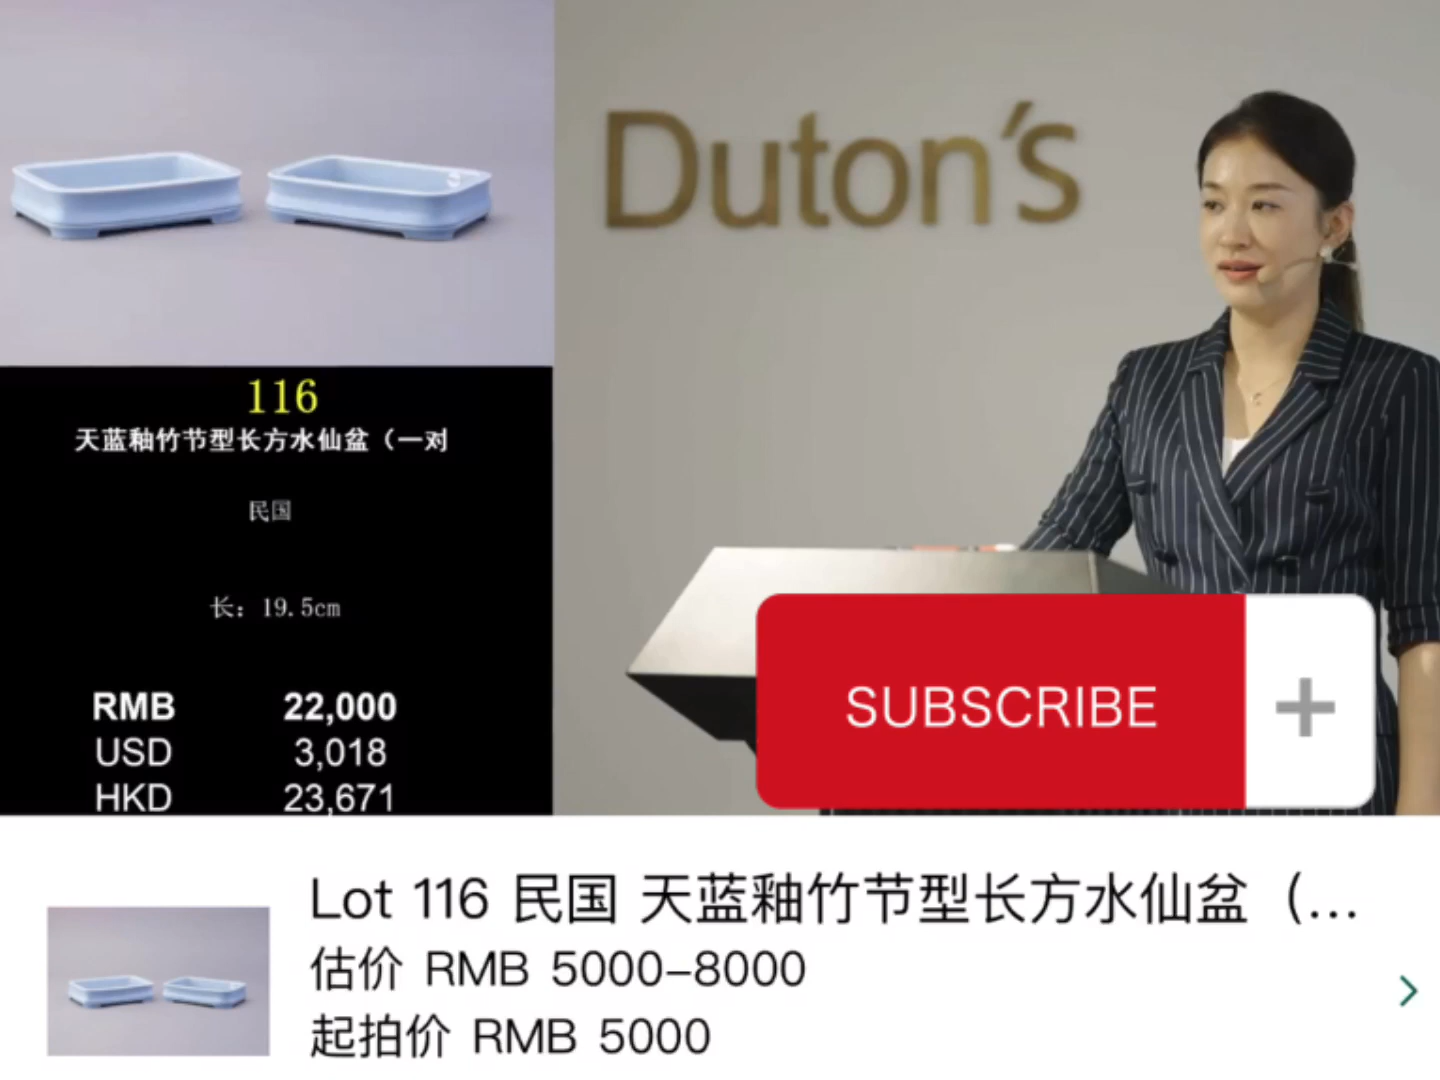 Duton's
116
天蓝釉竹节型长方水仙盆（一对
民国
长：19.5cm
RMB 22,000
USD 3,018
HKD 23,671
SUBSCRIBE +
Lot 116 民国 天蓝釉竹节型长方水仙盆（...
估价 RMB 5000–8000
起拍价 RMB 5000